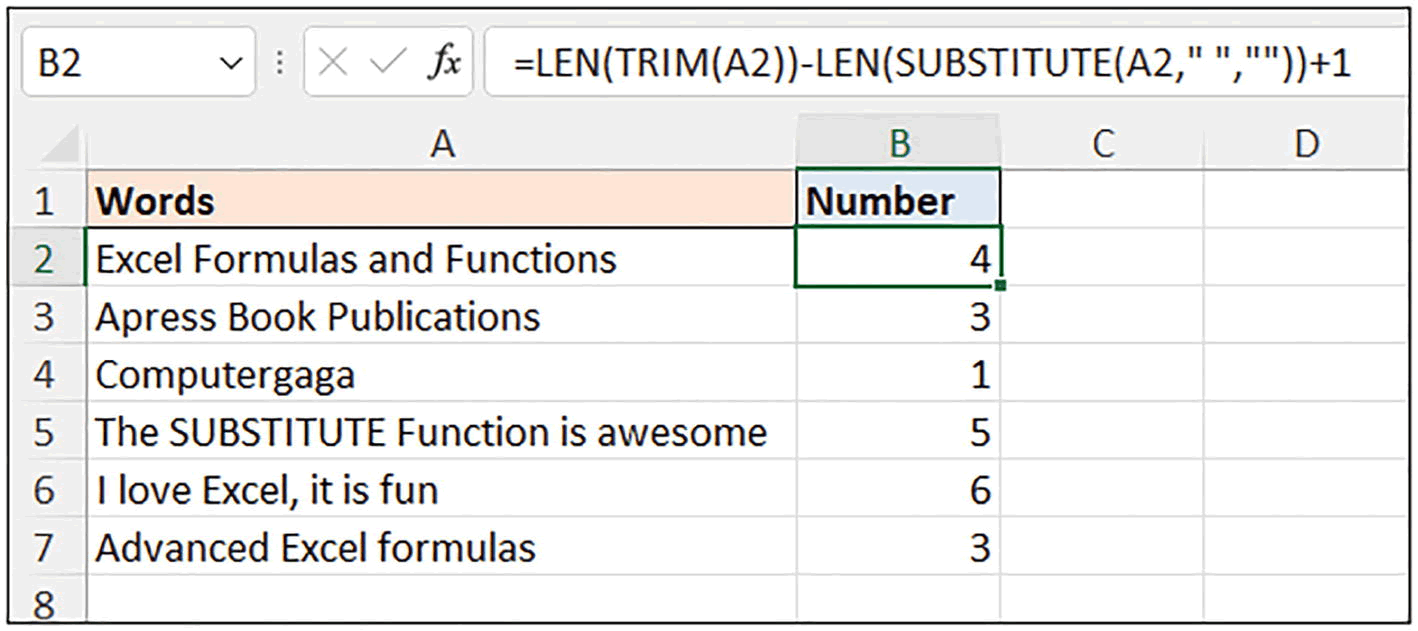 B2 fx =LEN(TRIM(A2))-LEN(SUBSTITUTE(A2," ",""))+1
A B C D
1 Words Number
2 Excel Formulas and Functions 4
3 Apress Book Publications 3
4 Computergaga 1
5 The SUBSTITUTE Function is awesome 5
6 I love Excel, it is fun 6
7 Advanced Excel formulas 3
8